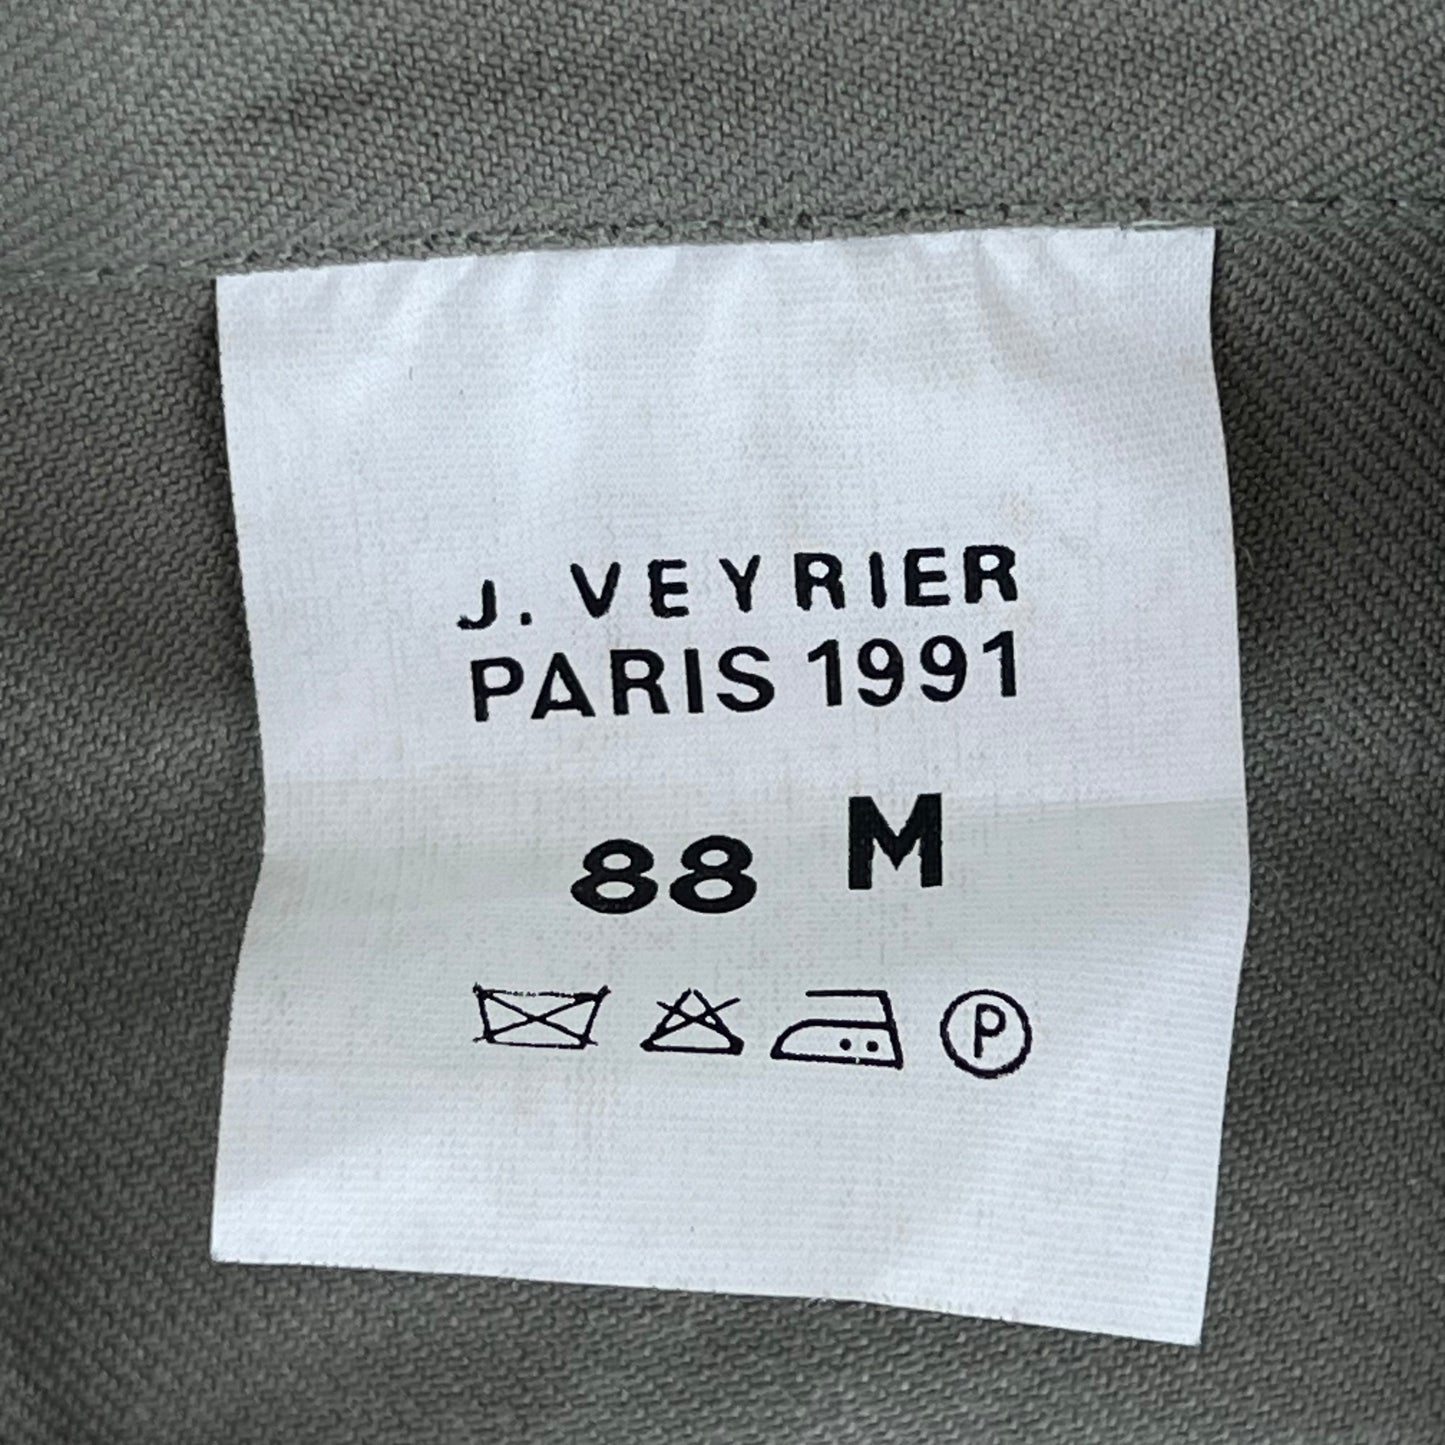 J. VEYRIER
PARIS 1991
88 M
P